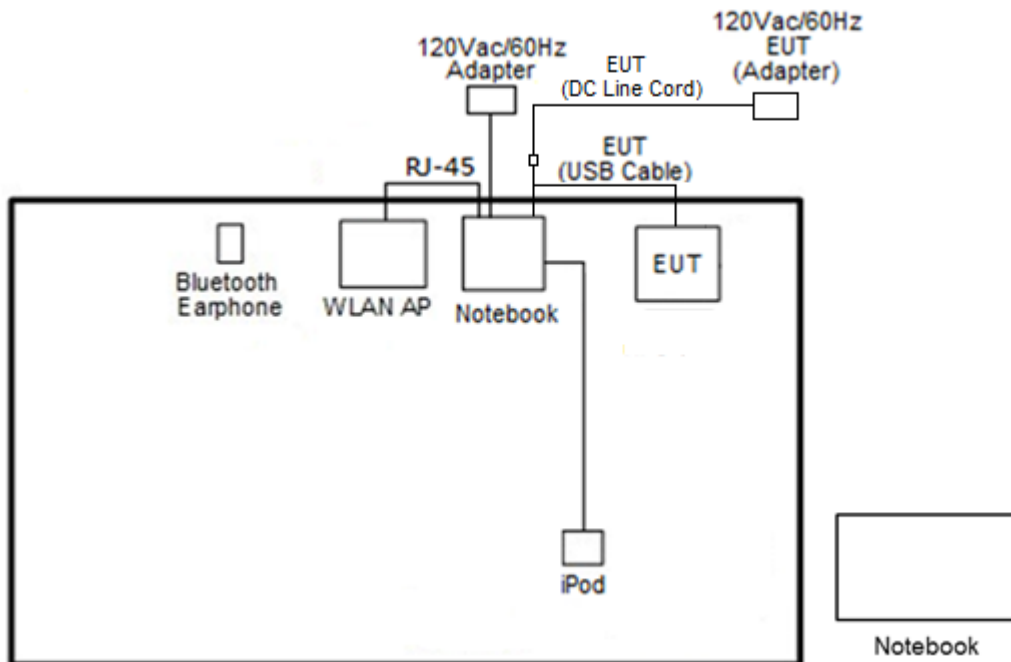 120Vac/60Hz
Adapter
EUT
(DC Line Cord)
120Vac/60Hz
EUT
(Adapter)
RJ-45
EUT
(USB Cable)
Bluetooth
Earphone
WLAN AP
Notebook
EUT
iPod
Notebook